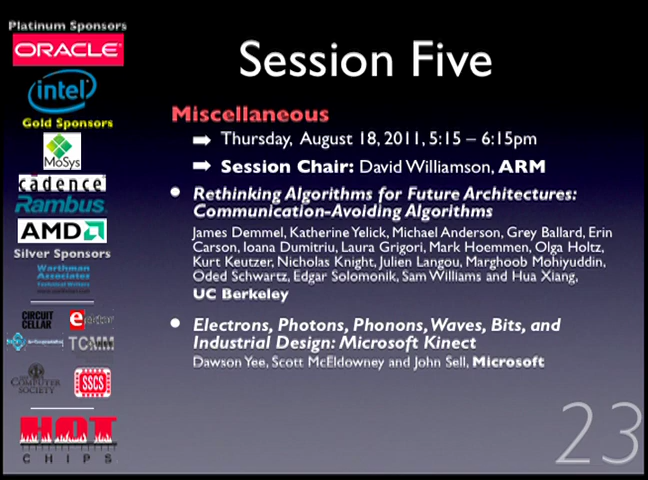 Platinum Sponsors
ORACLE
intel
Gold Sponsors
MoSys
cādence
Rambus
AMD
Silver Sponsors
Warthman
Associates
Technical Writers
CIRCUIT
CELLAR
TCMM
COMPUTER
SOCIETY
SSCS
HOT
CHIPS
Session Five
Miscellaneous
Thursday, August 18, 2011, 5:15 – 6:15pm
Session Chair: David Williamson, ARM
Rethinking Algorithms for Future Architectures:
Communication-Avoiding Algorithms
James Demmel, Katherine Yelick, Michael Anderson, Grey Ballard, Erin
Carson, Ioana Dumitriu, Laura Grigori, Mark Hoemmen, Olga Holtz,
Kurt Keutzer, Nicholas Knight, Julien Langou, Marghoob Mohiyuddin,
Oded Schwartz, Edgar Solomonik, Sam Williams and Hua Xiang,
UC Berkeley
Electrons, Photons, Phonons, Waves, Bits, and
Industrial Design: Microsoft Kinect
Dawson Yee, Scott McEldowney and John Sell, Microsoft
23